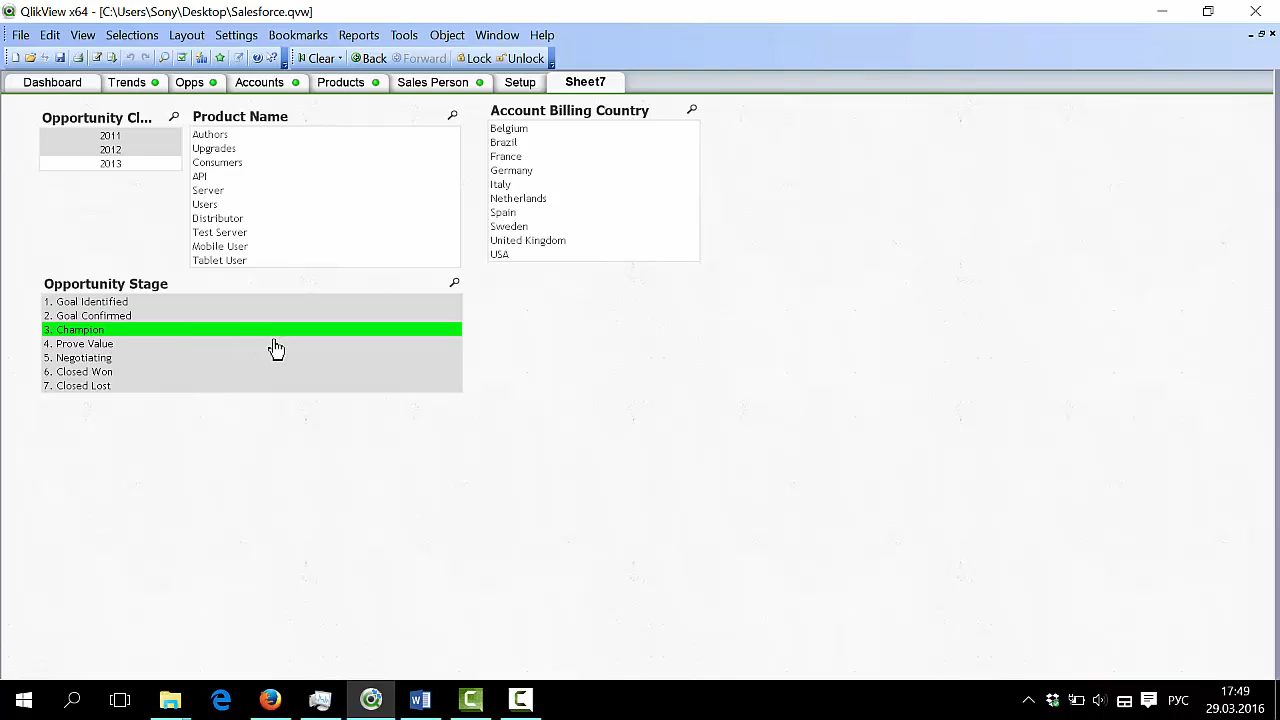 QlikView x64 - [C:\Users\Sony\Desktop\Salesforce.qvw]
File Edit View Selections Layout Settings Bookmarks Reports Tools Object Window Help
Clear Back Forward Lock Unlock
Dashboard Trends Opps Accounts Products Sales Person Setup Sheet7
Opportunity Cl...
2011
2012
2013
Product Name
Authors
Upgrades
Consumers
API
Server
Users
Distributor
Test Server
Mobile User
Tablet User
Account Billing Country
Belgium
Brazil
France
Germany
Italy
Netherlands
Spain
Sweden
United Kingdom
USA
Opportunity Stage
1. Goal Identified
2. Goal Confirmed
3. Champion
4. Prove Value
5. Negotiating
6. Closed Won
7. Closed Lost
РУС
17:49
29.03.2016